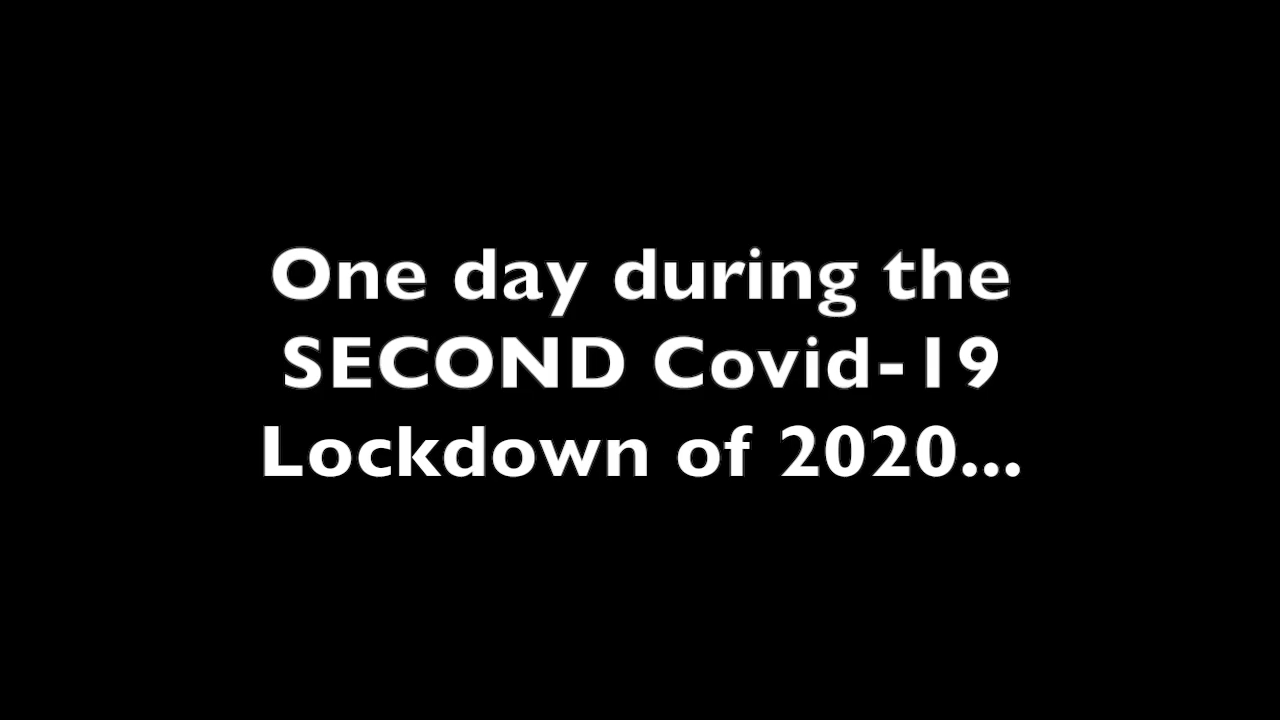 One day during the
SECOND Covid-19
Lockdown of 2020...